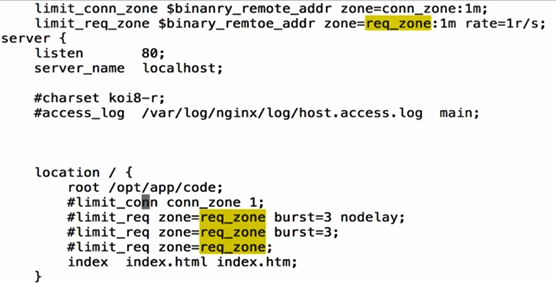 limit_conn_zone $binanry_remote_addr zone=conn_zone:1m;
limit_req_zone $binary_remtoe_addr zone=req_zone:1m rate=1r/s;
server {
listen 80;
server_name localhost;
#charset koi8-r;
#access_log /var/log/nginx/log/host.access.log main;
location / {
root /opt/app/code;
#limit_conn conn_zone 1;
#limit_req zone=req_zone burst=3 nodelay;
#limit_req zone=req_zone burst=3;
#limit_req zone=req_zone;
index index.html index.htm;
}